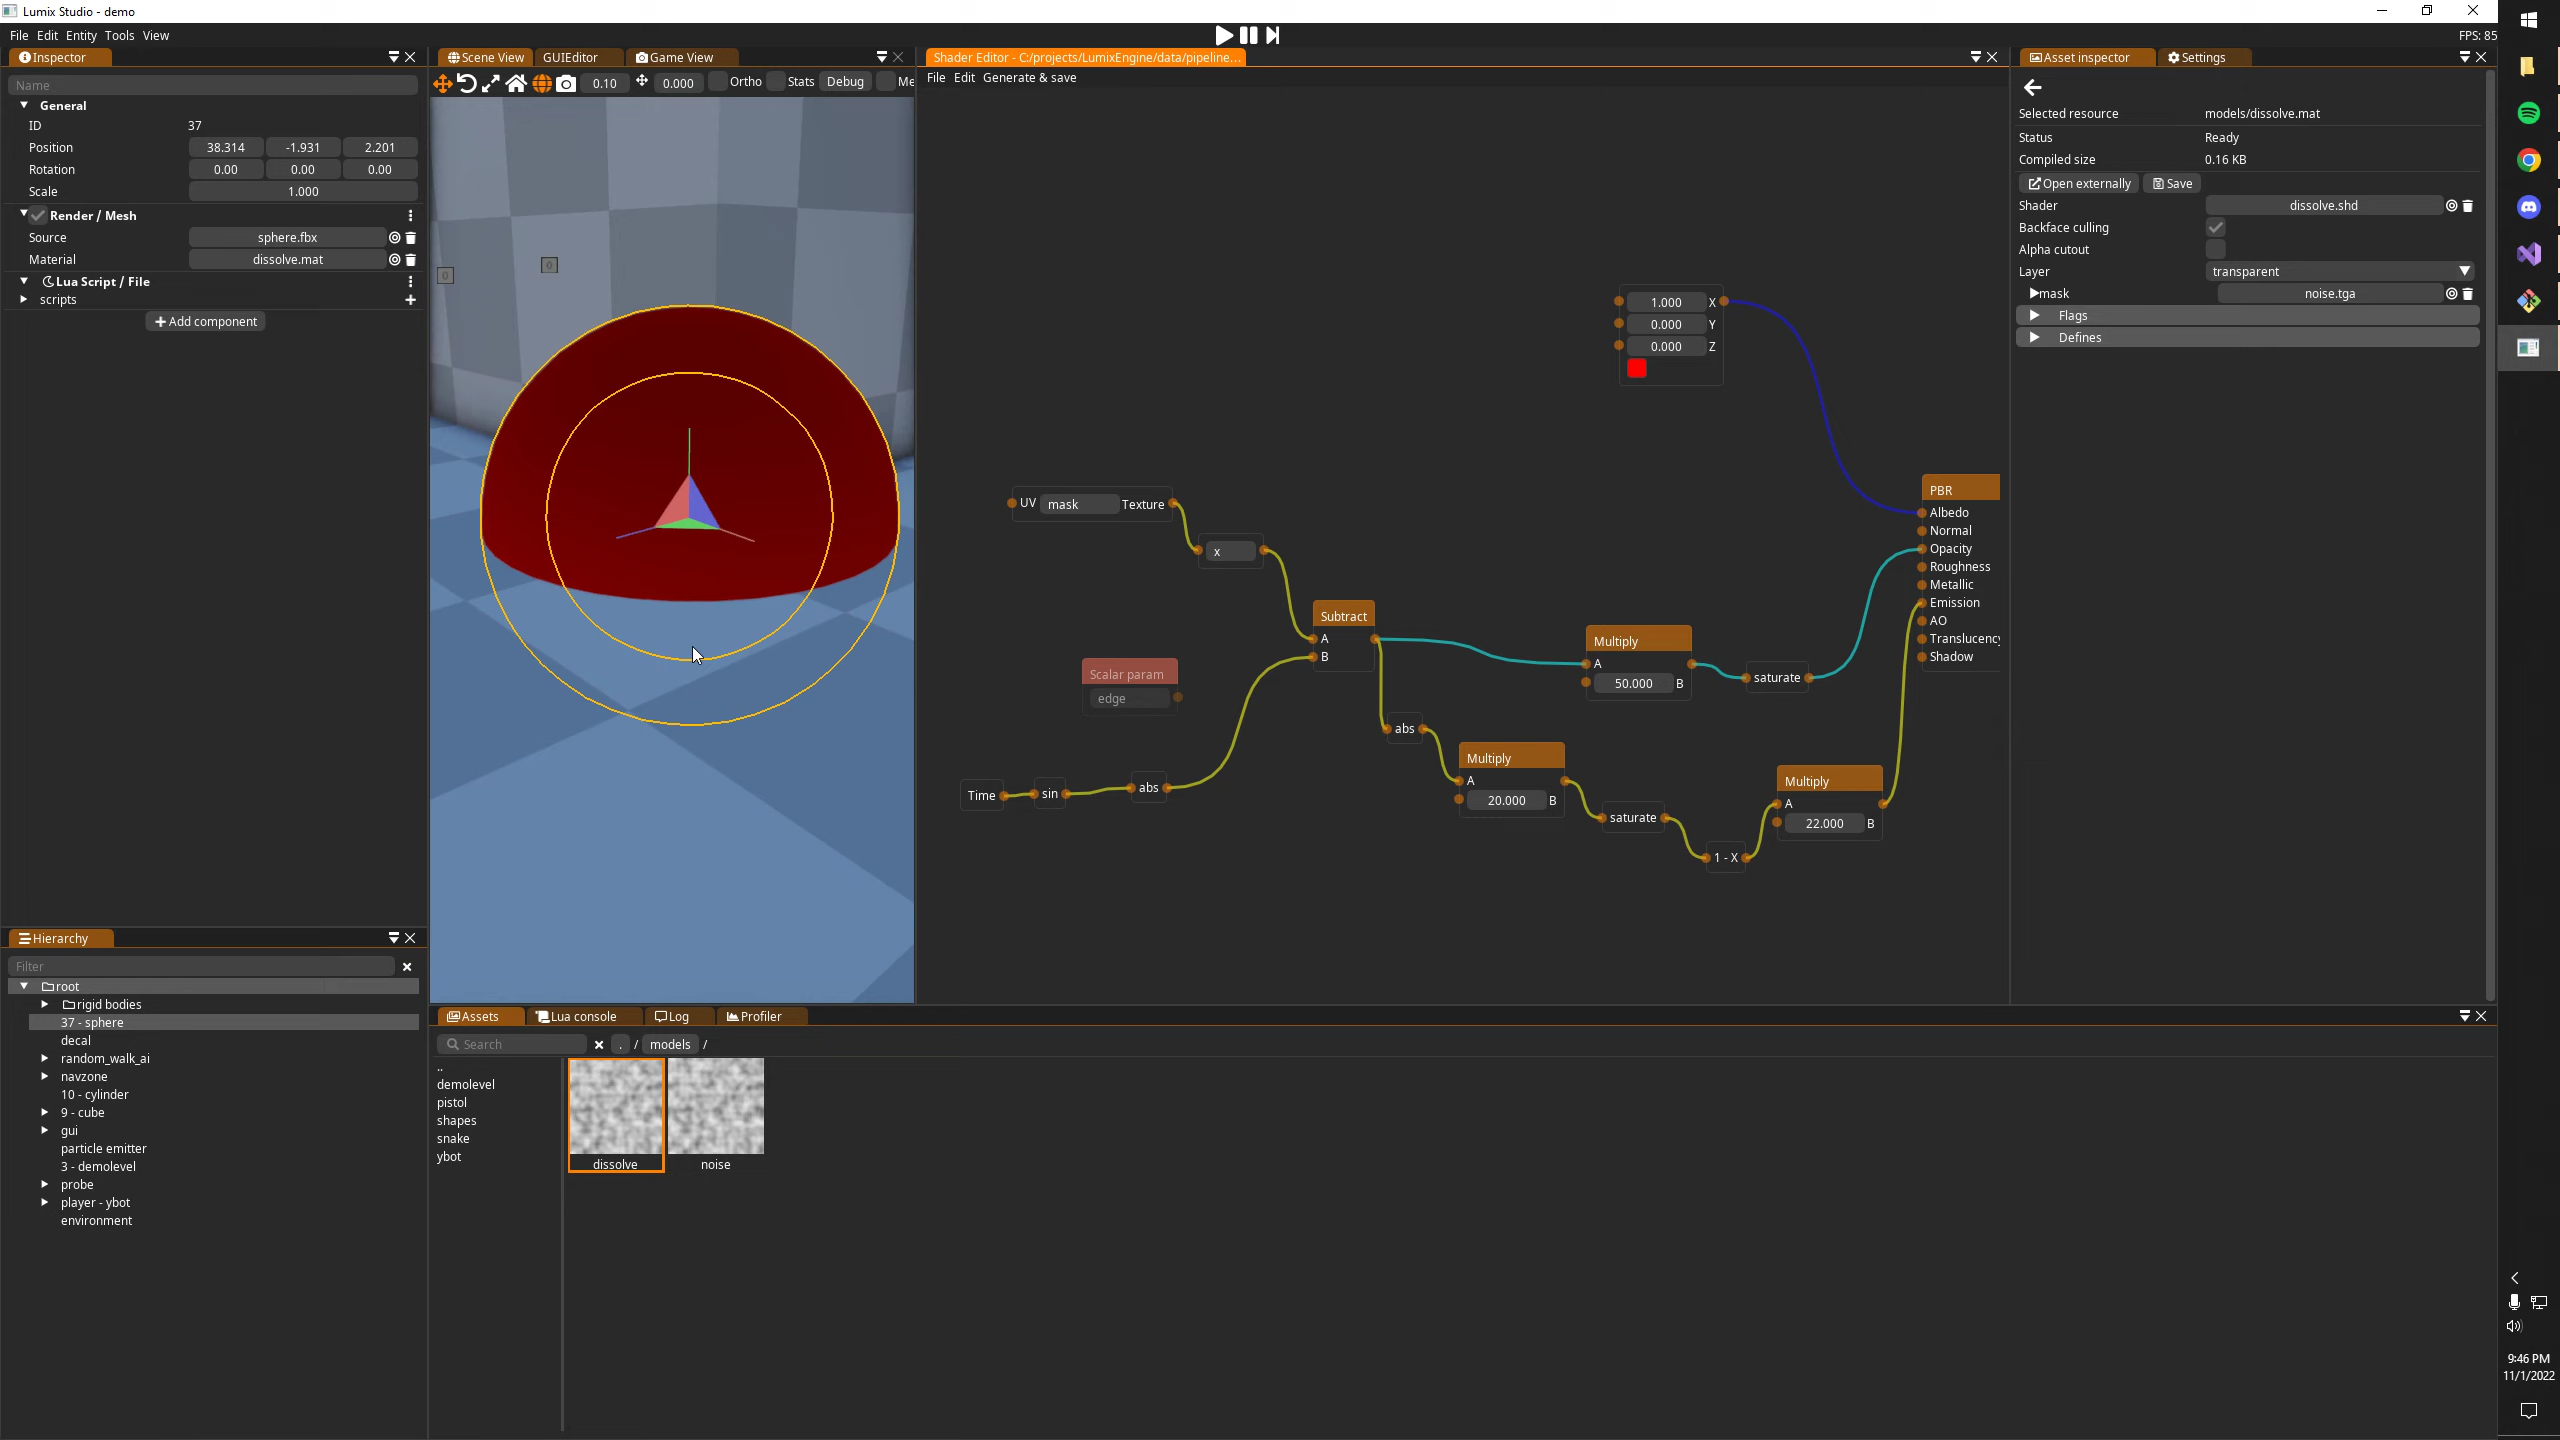 Lumix Studio - demo
File Edit Entity Tools View
FPS: 85
Inspector
Name
General
ID 37
Position 38.314 -1.931 2.201
Rotation 0.00 0.00 0.00
Scale 1.000
Render / Mesh
Source sphere.fbx
Material dissolve.mat
Lua Script / File
scripts
Add component
Hierarchy
Filter
root
rigid bodies
37 - sphere
decal
random_walk_ai
navzone
10 - cylinder
9 - cube
gui
particle emitter
3 - demolevel
probe
player - ybot
environment
Scene View GUIEditor Game View
0.10 0.000 Ortho Stats Debug Me
Shader Editor - C:/projects/LumixEngine/data/pipeline...
File Edit Generate & save
1.000 X
0.000 Y
0.000 Z
UV mask Texture
x
Subtract
A
B
Scalar param
edge
Time
sin
abs
abs
Multiply
A
50.000 B
saturate
Multiply
A
20.000 B
saturate
1 - X
Multiply
A
22.000 B
PBR
Albedo
Normal
Opacity
Roughness
Metallic
Emission
AO
Translucency
Shadow
Asset inspector Settings
Selected resource models/dissolve.mat
Status Ready
Compiled size 0.16 KB
Open externally Save
Shader dissolve.shd
Backface culling
Alpha cutout
Layer transparent
mask noise.tga
Flags
Defines
Assets Lua console Log Profiler
Search . / models /
..
demolevel
pistol
shapes
snake
ybot
dissolve
noise
9:46 PM
11/1/2022